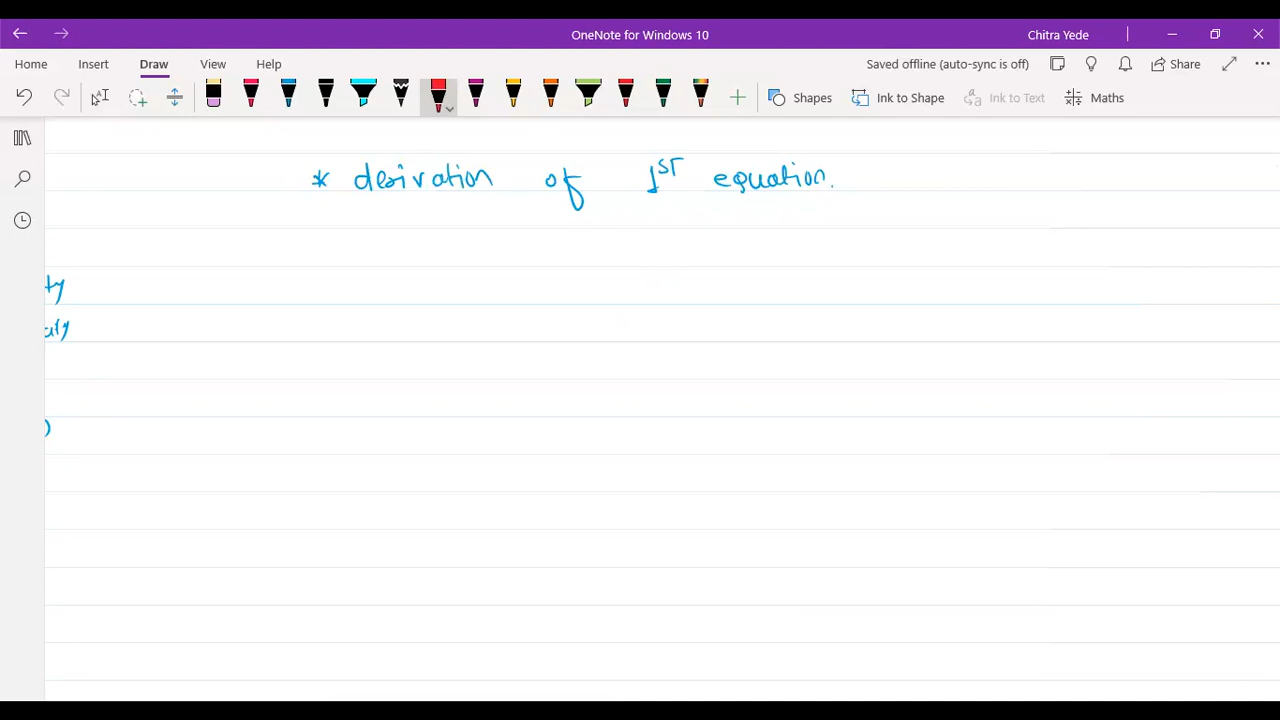 OneNote for Windows 10
Chitra Yede
Home Insert Draw View Help
Saved offline (auto-sync is off)
Share
Shapes
Ink to Shape
Ink to Text
Maths
* derivation of 1ST equation.
ty
)